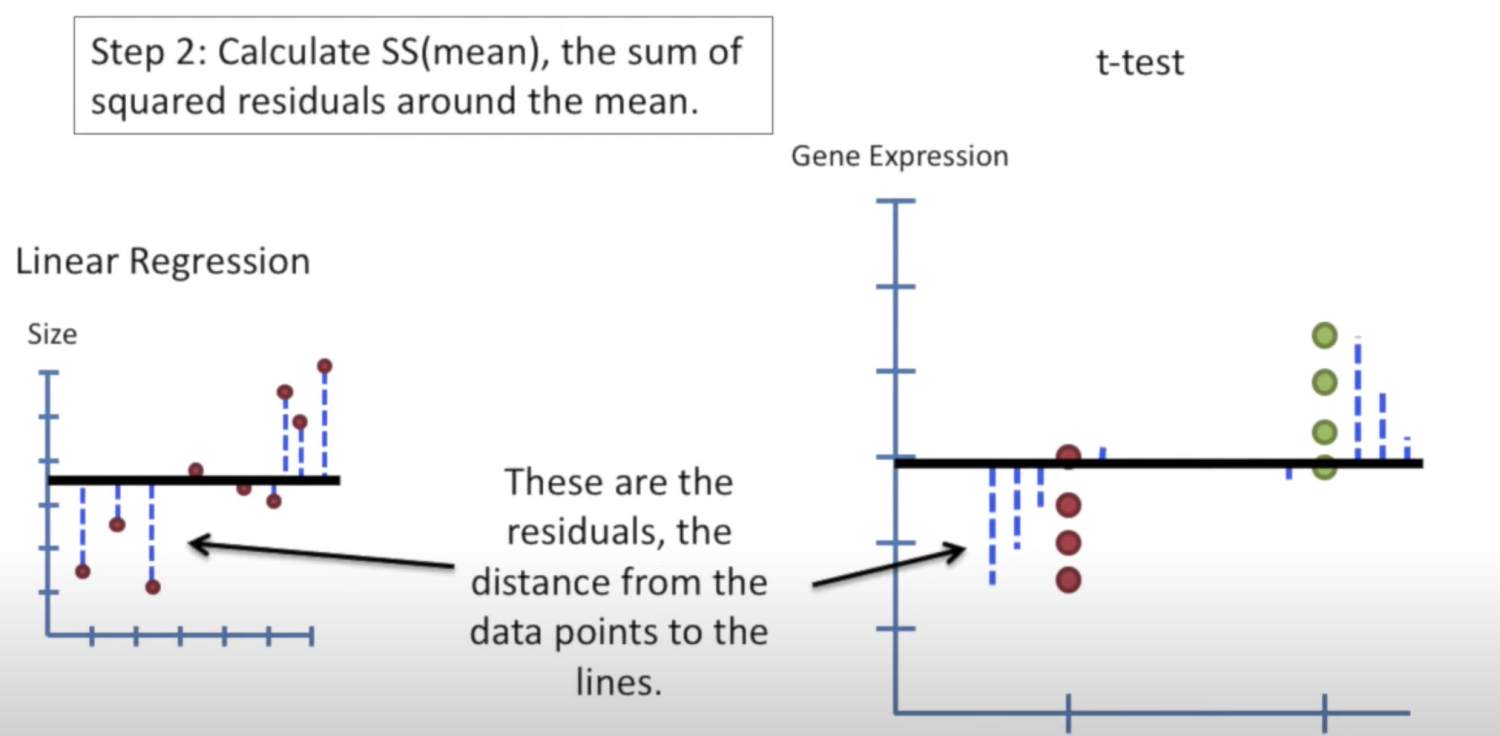 Step 2: Calculate SS(mean), the sum of
squared residuals around the mean.
t-test
Gene Expression
Linear Regression
Size
These are the
residuals, the
distance from the
data points to the
lines.